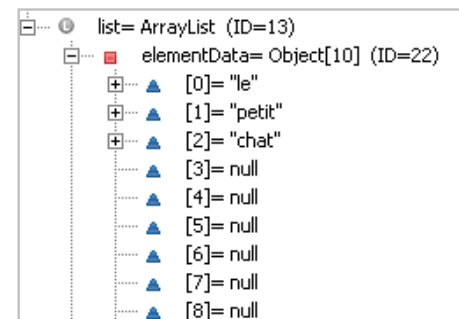 L list= ArrayList (ID=13)
elementData= Object[10] (ID=22)
[0]= "le"
[1]= "petit"
[2]= "chat"
[3]= null
[4]= null
[5]= null
[6]= null
[7]= null
[8]= null